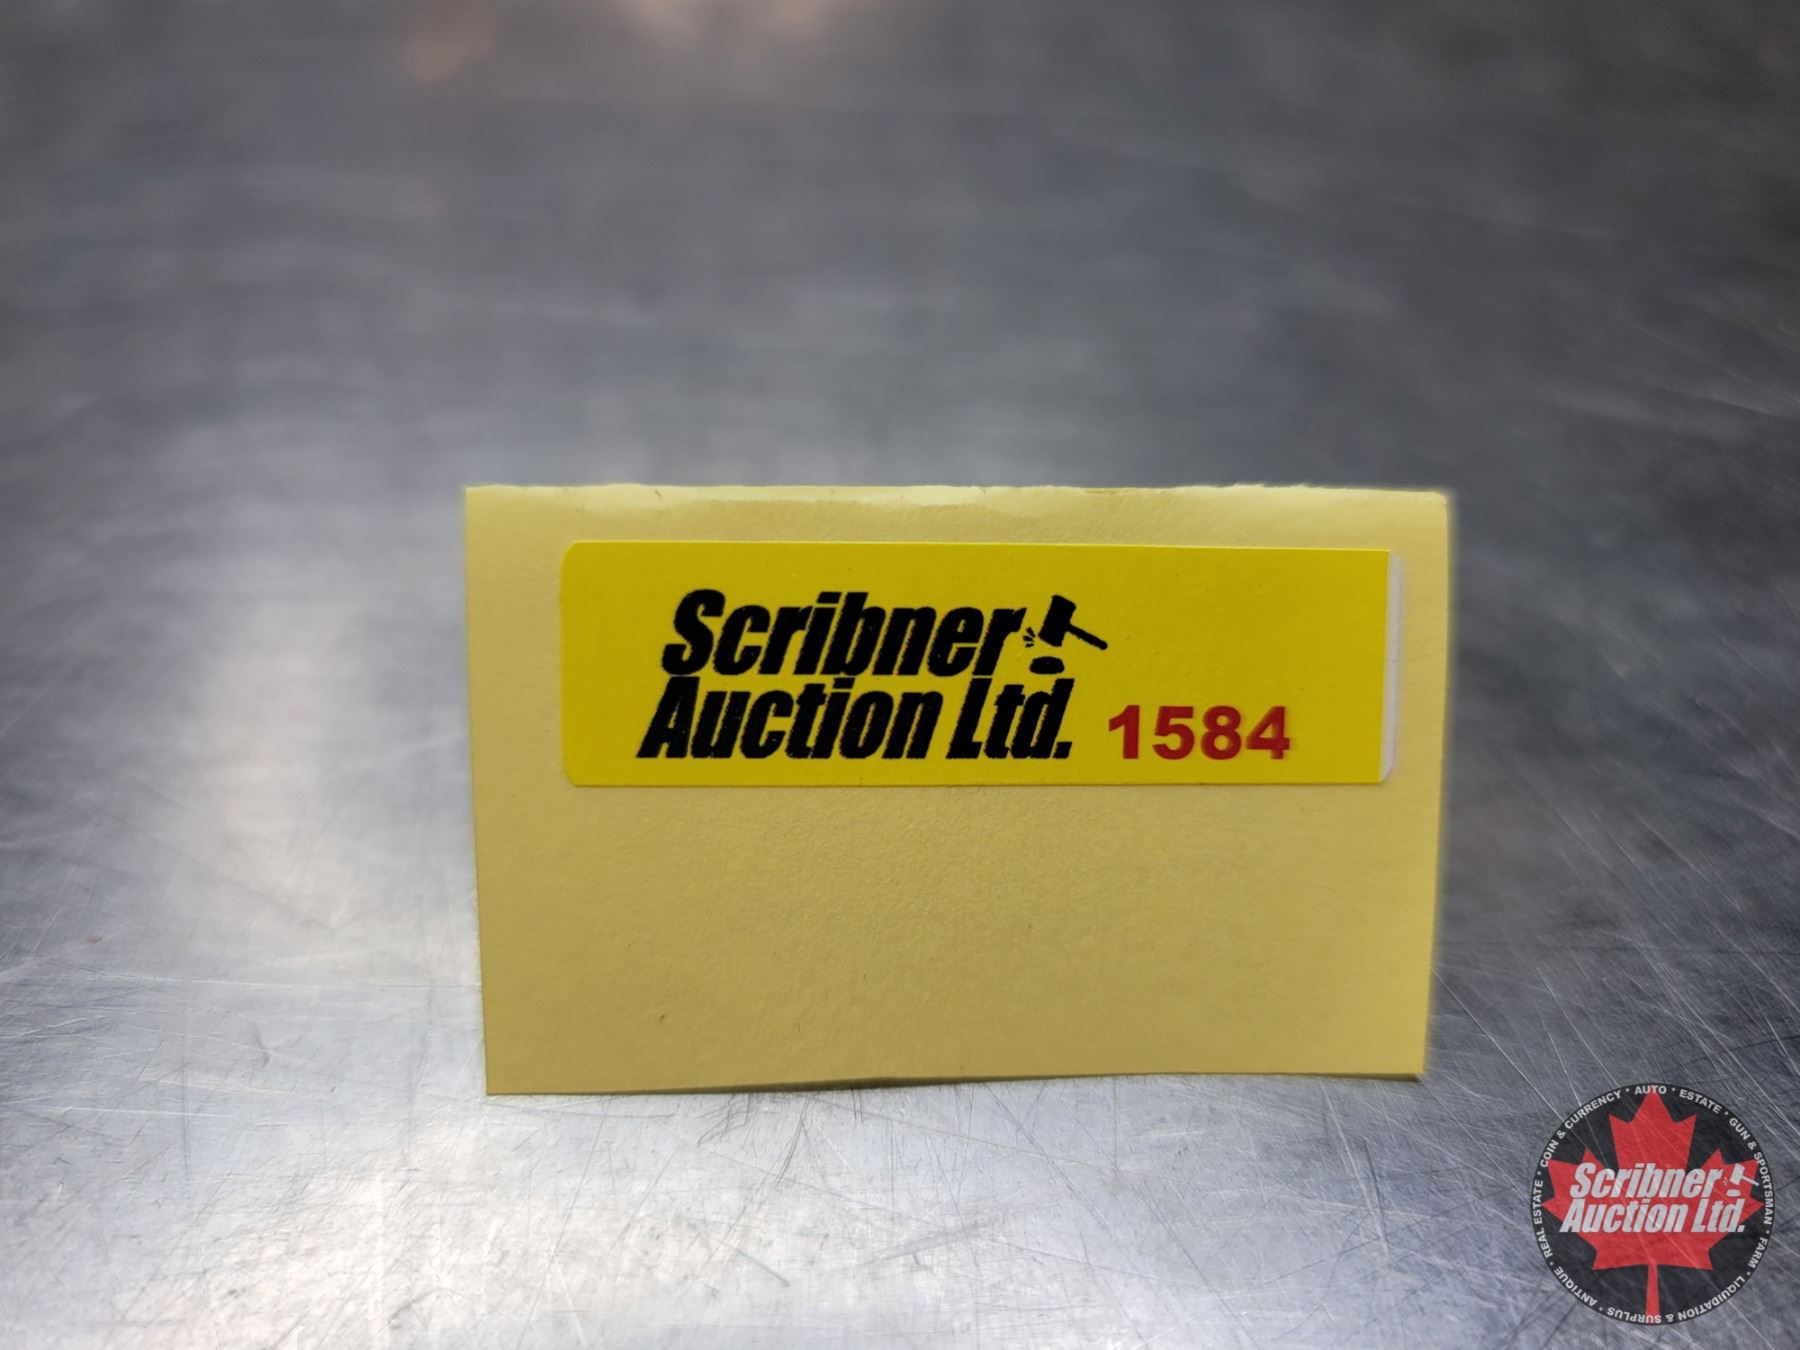 Scribner
Auction Ltd. 1584
COIN & CURRENCY • AUTO • ESTATE • GUN & SPORTSMAN • FARM • LIQUIDATION & SURPLUS • ANTIQUE • REAL ESTATE •
Scribner
Auction Ltd.